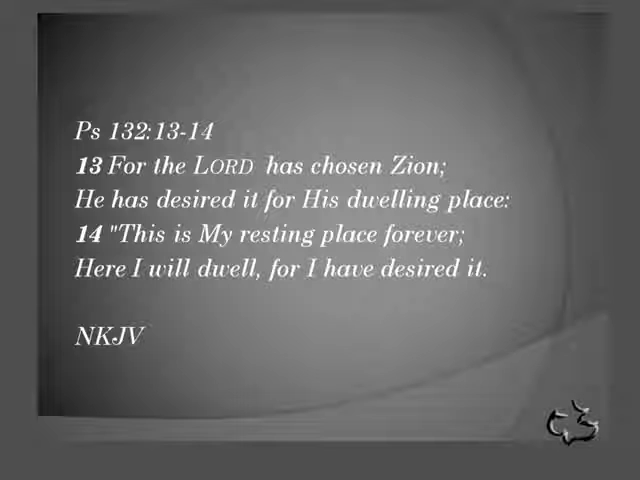 Ps 132:13-14
13 For the LORD has chosen Zion;
He has desired it for His dwelling place:
14 "This is My resting place forever;
Here I will dwell, for I have desired it.
NKJV